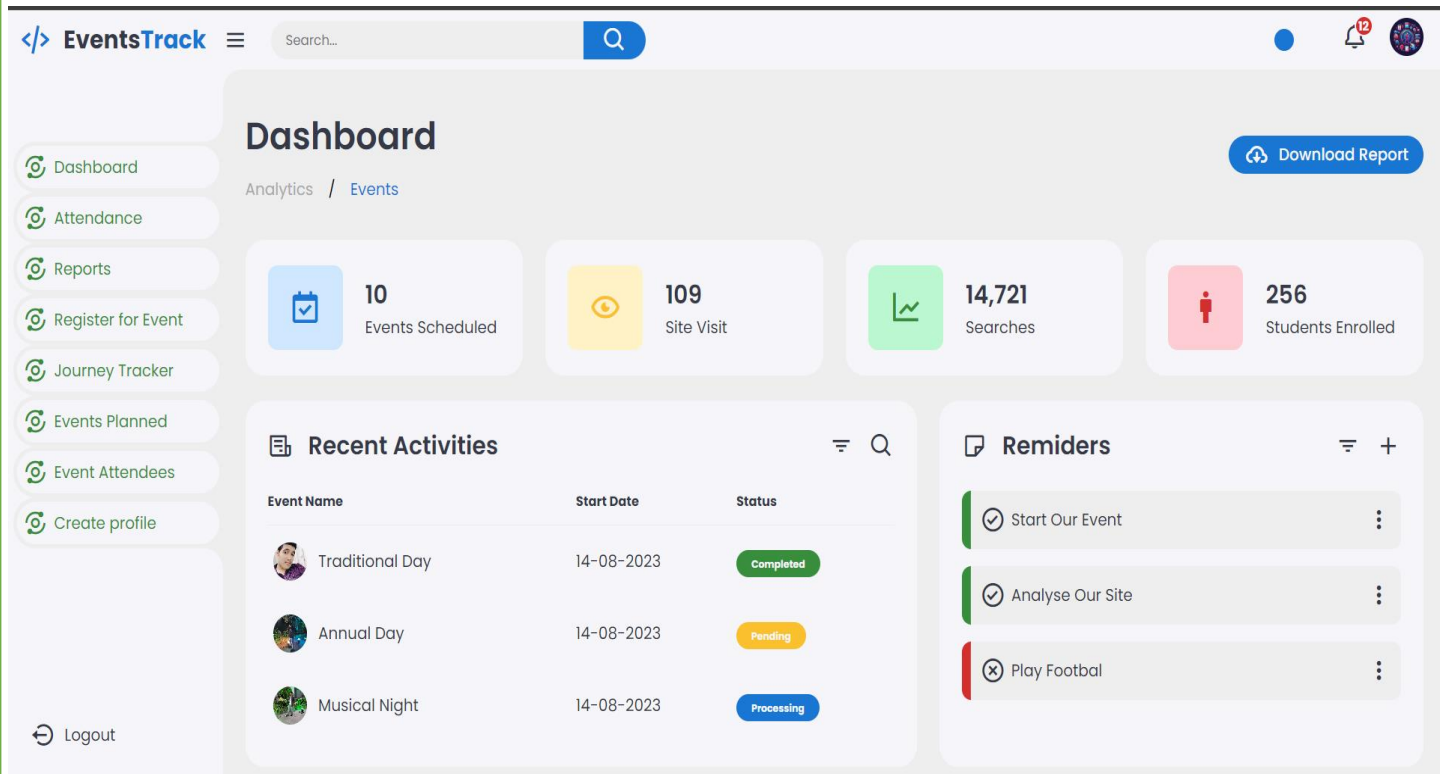 </> EventsTrack
Search...
12
Dashboard
Attendance
Reports
Register for Event
Journey Tracker
Events Planned
Event Attendees
Create profile
Logout
Dashboard
Analytics / Events
Download Report
10
Events Scheduled
109
Site Visit
14,721
Searches
256
Students Enrolled
Recent Activities
Event Name Start Date Status
Traditional Day 14-08-2023 Completed
Annual Day 14-08-2023 Pending
Musical Night 14-08-2023 Processing
Remiders
Start Our Event
Analyse Our Site
Play Footbal